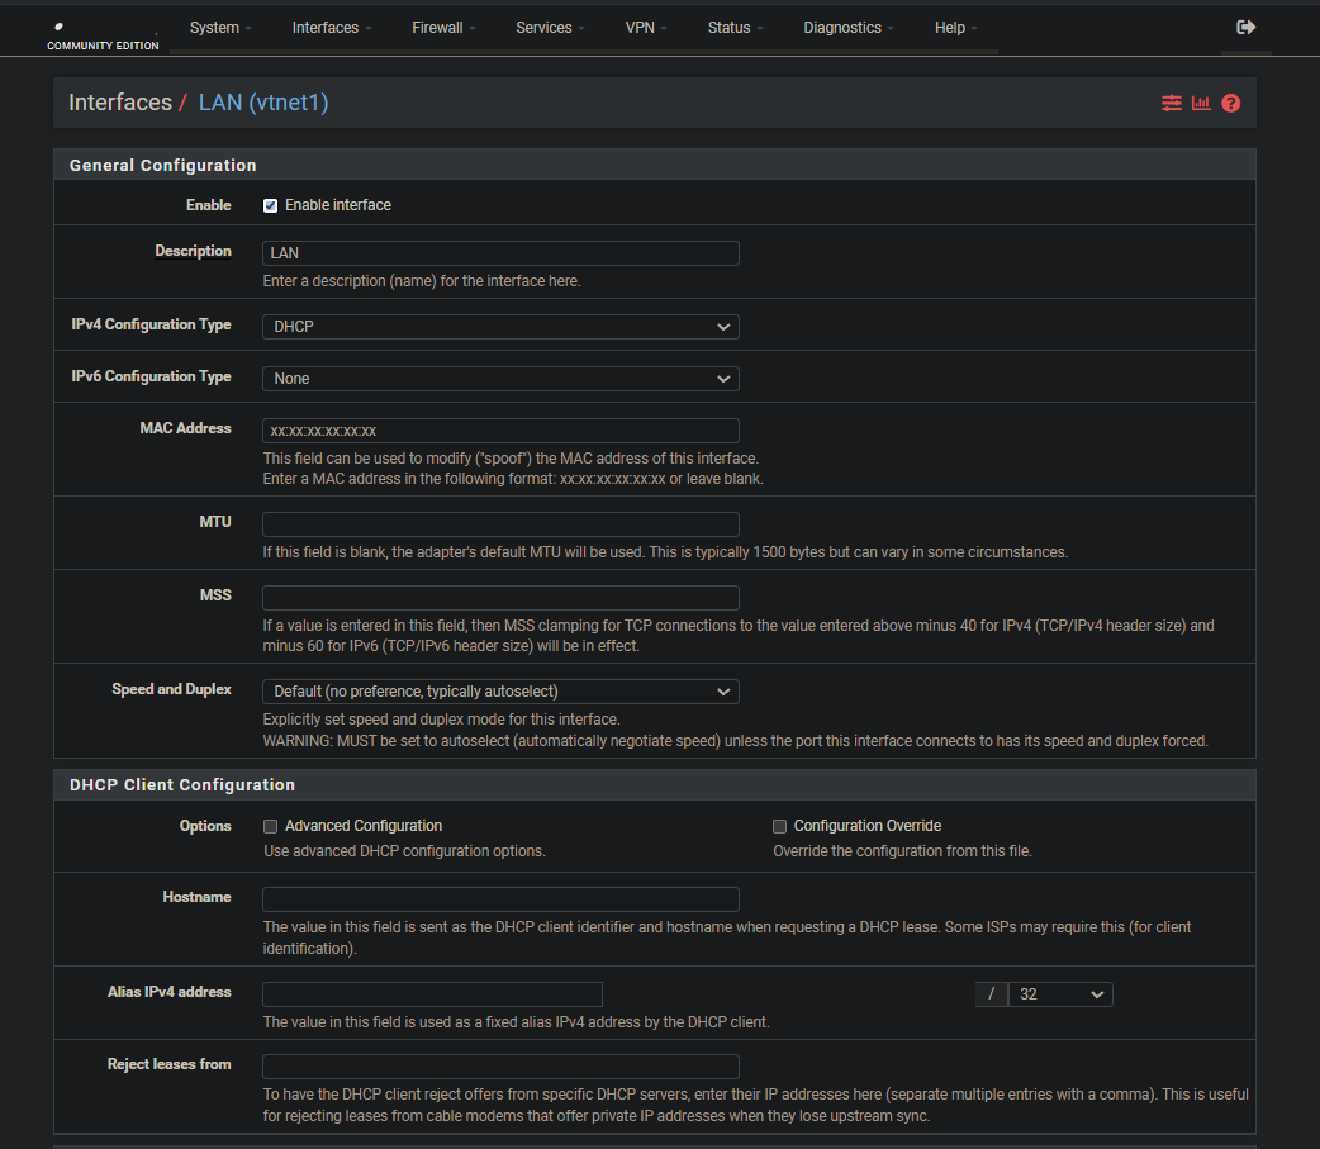 System Interfaces Firewall Services VPN Status Diagnostics Help
COMMUNITY EDITION
Interfaces / LAN (vtnet1)
General Configuration
Enable Enable interface
Description LAN
Enter a description (name) for the interface here.
IPv4 Configuration Type DHCP
IPv6 Configuration Type None
MAC Address xx:xx:xx:xx:xx:xx
This field can be used to modify ("spoof") the MAC address of this interface.
Enter a MAC address in the following format: xx:xx:xx:xx:xx:xx or leave blank.
MTU
If this field is blank, the adapter's default MTU will be used. This is typically 1500 bytes but can vary in some circumstances.
MSS
If a value is entered in this field, then MSS clamping for TCP connections to the value entered above minus 40 for IPv4 (TCP/IPv4 header size) and
minus 60 for IPv6 (TCP/IPv6 header size) will be in effect.
Speed and Duplex Default (no preference, typically autoselect)
Explicitly set speed and duplex mode for this interface.
WARNING: MUST be set to autoselect (automatically negotiate speed) unless the port this interface connects to has its speed and duplex forced.
DHCP Client Configuration
Options Advanced Configuration Configuration Override
Use advanced DHCP configuration options. Override the configuration from this file.
Hostname
The value in this field is sent as the DHCP client identifier and hostname when requesting a DHCP lease. Some ISPs may require this (for client
identification).
Alias IPv4 address / 32
The value in this field is used as a fixed alias IPv4 address by the DHCP client.
Reject leases from
To have the DHCP client reject offers from specific DHCP servers, enter their IP addresses here (separate multiple entries with a comma). This is useful
for rejecting leases from cable modems that offer private IP addresses when they lose upstream sync.